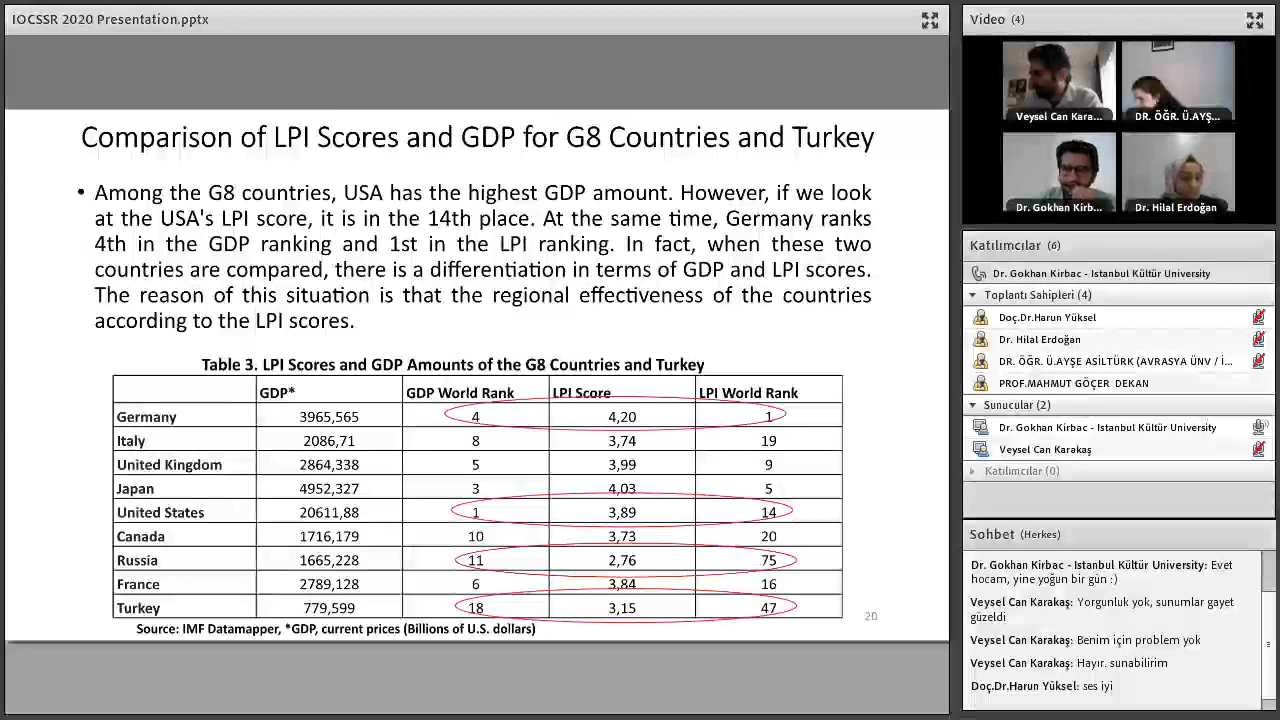 IOCSSR 2020 Presentation.pptx
Comparison of LPI Scores and GDP for G8 Countries and Turkey
• Among the G8 countries, USA has the highest GDP amount. However, if we look
at the USA's LPI score, it is in the 14th place. At the same time, Germany ranks
4th in the GDP ranking and 1st in the LPI ranking. In fact, when these two
countries are compared, there is a differentiation in terms of GDP and LPI scores.
The reason of this situation is that the regional effectiveness of the countries
according to the LPI scores.
Table 3. LPI Scores and GDP Amounts of the G8 Countries and Turkey
GDP* GDP World Rank LPI Score LPI World Rank
Germany 3965,565 4 4,20 1
Italy 2086,71 8 3,74 19
United Kingdom 2864,338 5 3,99 9
Japan 4952,327 3 4,03 5
United States 20611,88 1 3,89 14
Canada 1716,179 10 3,73 20
Russia 1665,228 11 2,76 75
France 2789,128 6 3,84 16
Turkey 779,599 18 3,15 47
Source: IMF Datamapper, *GDP, current prices (Billions of U.S. dollars)
20
Video (4)
Veysel Can Kara...
DR. ÖĞR. Ü.AYŞ...
Dr. Gokhan Kirb...
Dr. Hilal Erdoğan
Katılımcılar (6)
Dr. Gokhan Kirbac - Istanbul Kültür University
Toplantı Sahipleri (4)
Doç.Dr.Harun Yüksel
Dr. Hilal Erdoğan
DR. ÖĞR. Ü.AYŞE ASİLTÜRK (AVRASYA ÜNV / İ...
PROF.MAHMUT GÖÇER DEKAN
Sunucular (2)
Dr. Gokhan Kirbac - Istanbul Kültür University
Veysel Can Karakaş
Katılımcılar (0)
Sohbet (Herkes)
Dr. Gokhan Kirbac - Istanbul Kültür University: Evet
hocam, yine yoğun bir gün :)
Veysel Can Karakaş: Yorgunluk yok, sunumlar gayet
güzeldi
Veysel Can Karakaş: Benim için problem yok
Veysel Can Karakaş: Hayır. sunabilirim
Doç.Dr.Harun Yüksel: ses iyi